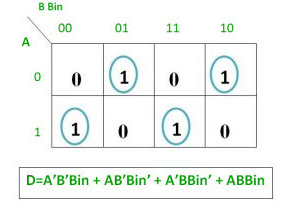 B Bin
00 01 11 10
A
0 0 1 0 1
1 1 0 1 0
D=A'B'Bin + AB'Bin' + A'BBin' + ABBin